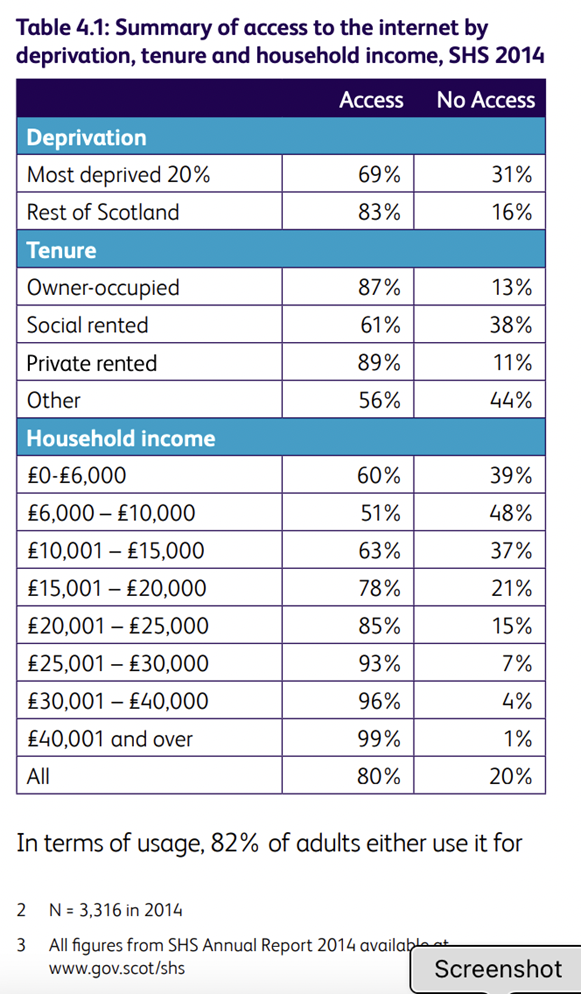 Table 4.1: Summary of access to the internet by
deprivation, tenure and household income, SHS 2014
Access No Access
Deprivation
Most deprived 20% 69% 31%
Rest of Scotland 83% 16%
Tenure
Owner-occupied 87% 13%
Social rented 61% 38%
Private rented 89% 11%
Other 56% 44%
Household income
£0-£6,000 60% 39%
£6,000 – £10,000 51% 48%
£10,001 – £15,000 63% 37%
£15,001 – £20,000 78% 21%
£20,001 – £25,000 85% 15%
£25,001 – £30,000 93% 7%
£30,001 – £40,000 96% 4%
£40,001 and over 99% 1%
All 80% 20%
In terms of usage, 82% of adults either use it for
2 N = 3,316 in 2014
3 All figures from SHS Annual Report 2014 available at
www.gov.scot/shs
Screenshot